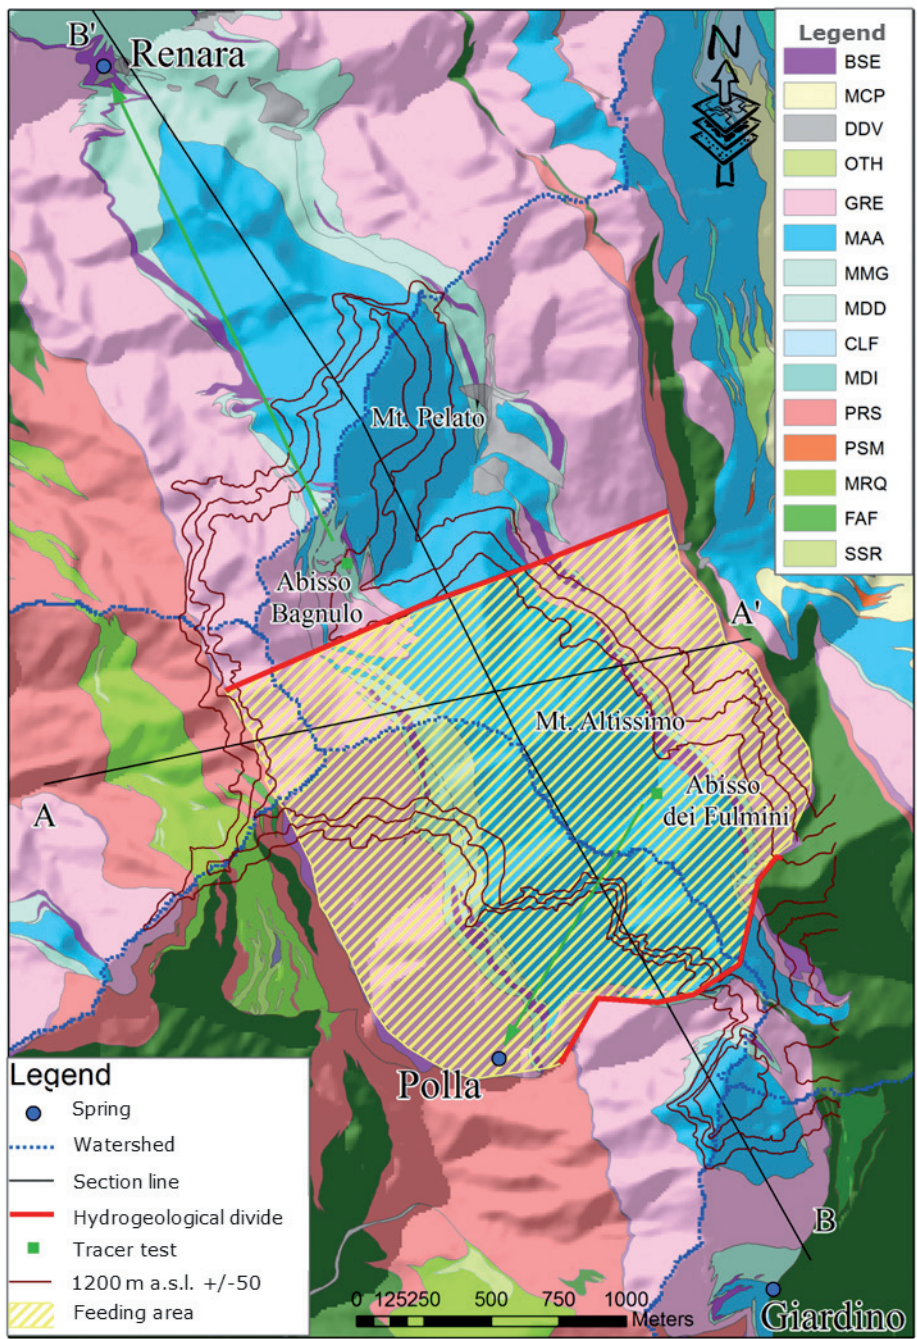 B'
Renara
N
Legend
BSE
MCP
DDV
OTH
GRE
MAA
MMG
MDD
CLF
MDI
PRS
PSM
MRQ
FAF
SSR
Mt. Pelato
Abisso
Bagnulo
A'
Mt. Altissimo
Abisso
dei Fulmini
A
Polla
B
Giardino
Legend
Spring
Watershed
Section line
Hydrogeological divide
Tracer test
1200 m a.s.l. +/-50
Feeding area
0 125250 500 750 1000
Meters